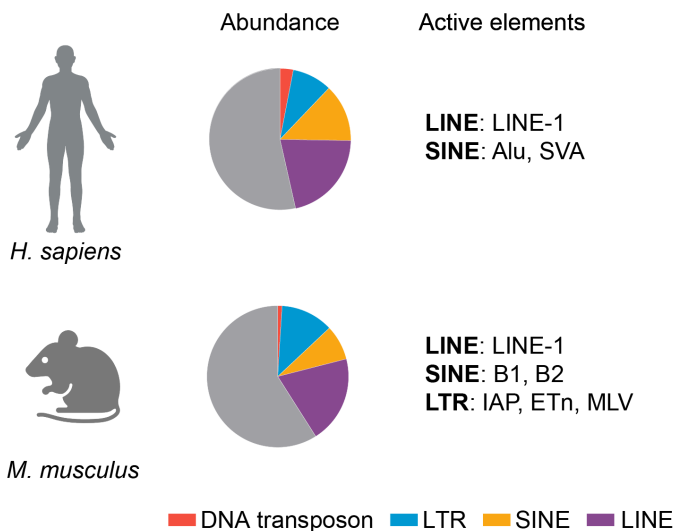 Abundance
Active elements
LINE: LINE-1
SINE: Alu, SVA
H. sapiens
LINE: LINE-1
SINE: B1, B2
LTR: IAP, ETn, MLV
M. musculus
DNA transposon LTR SINE LINE